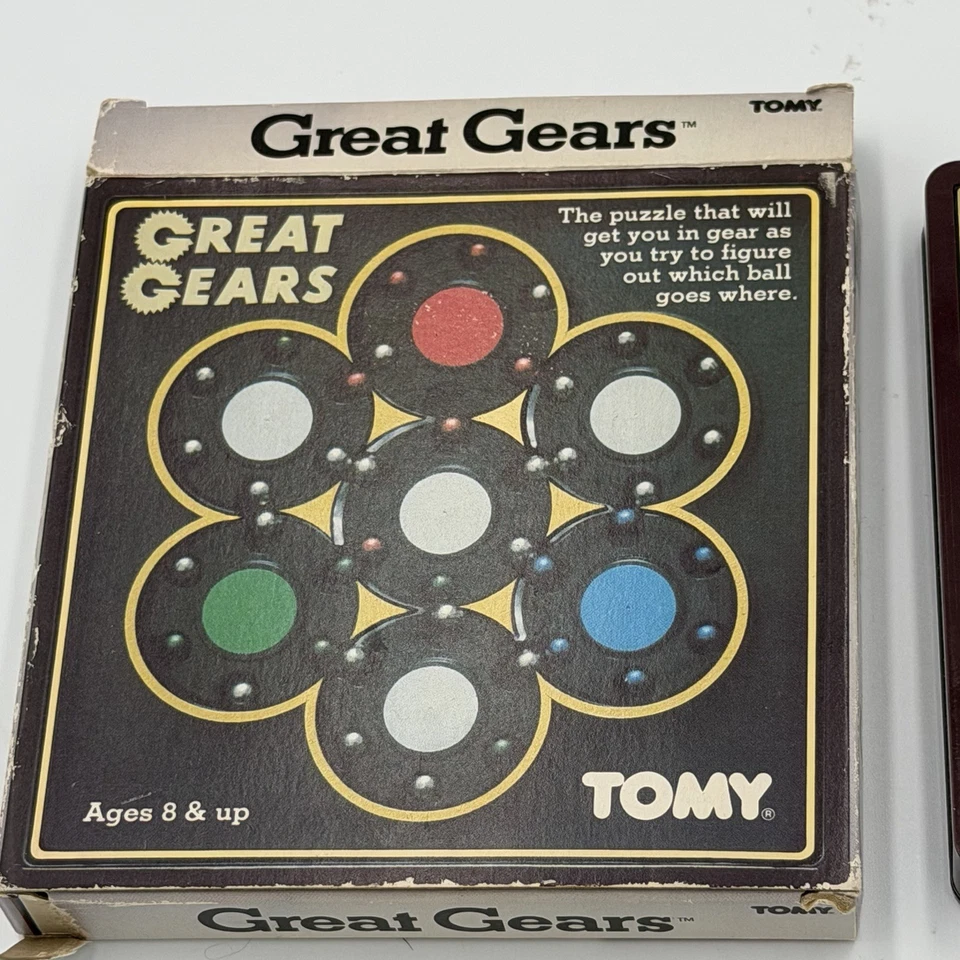 Great Gears™
TOMY
GREAT
GEARS
The puzzle that will
get you in gear as
you try to figure
out which ball
goes where.
Ages 8 & up
TOMY®
Great Gears™
TOMY